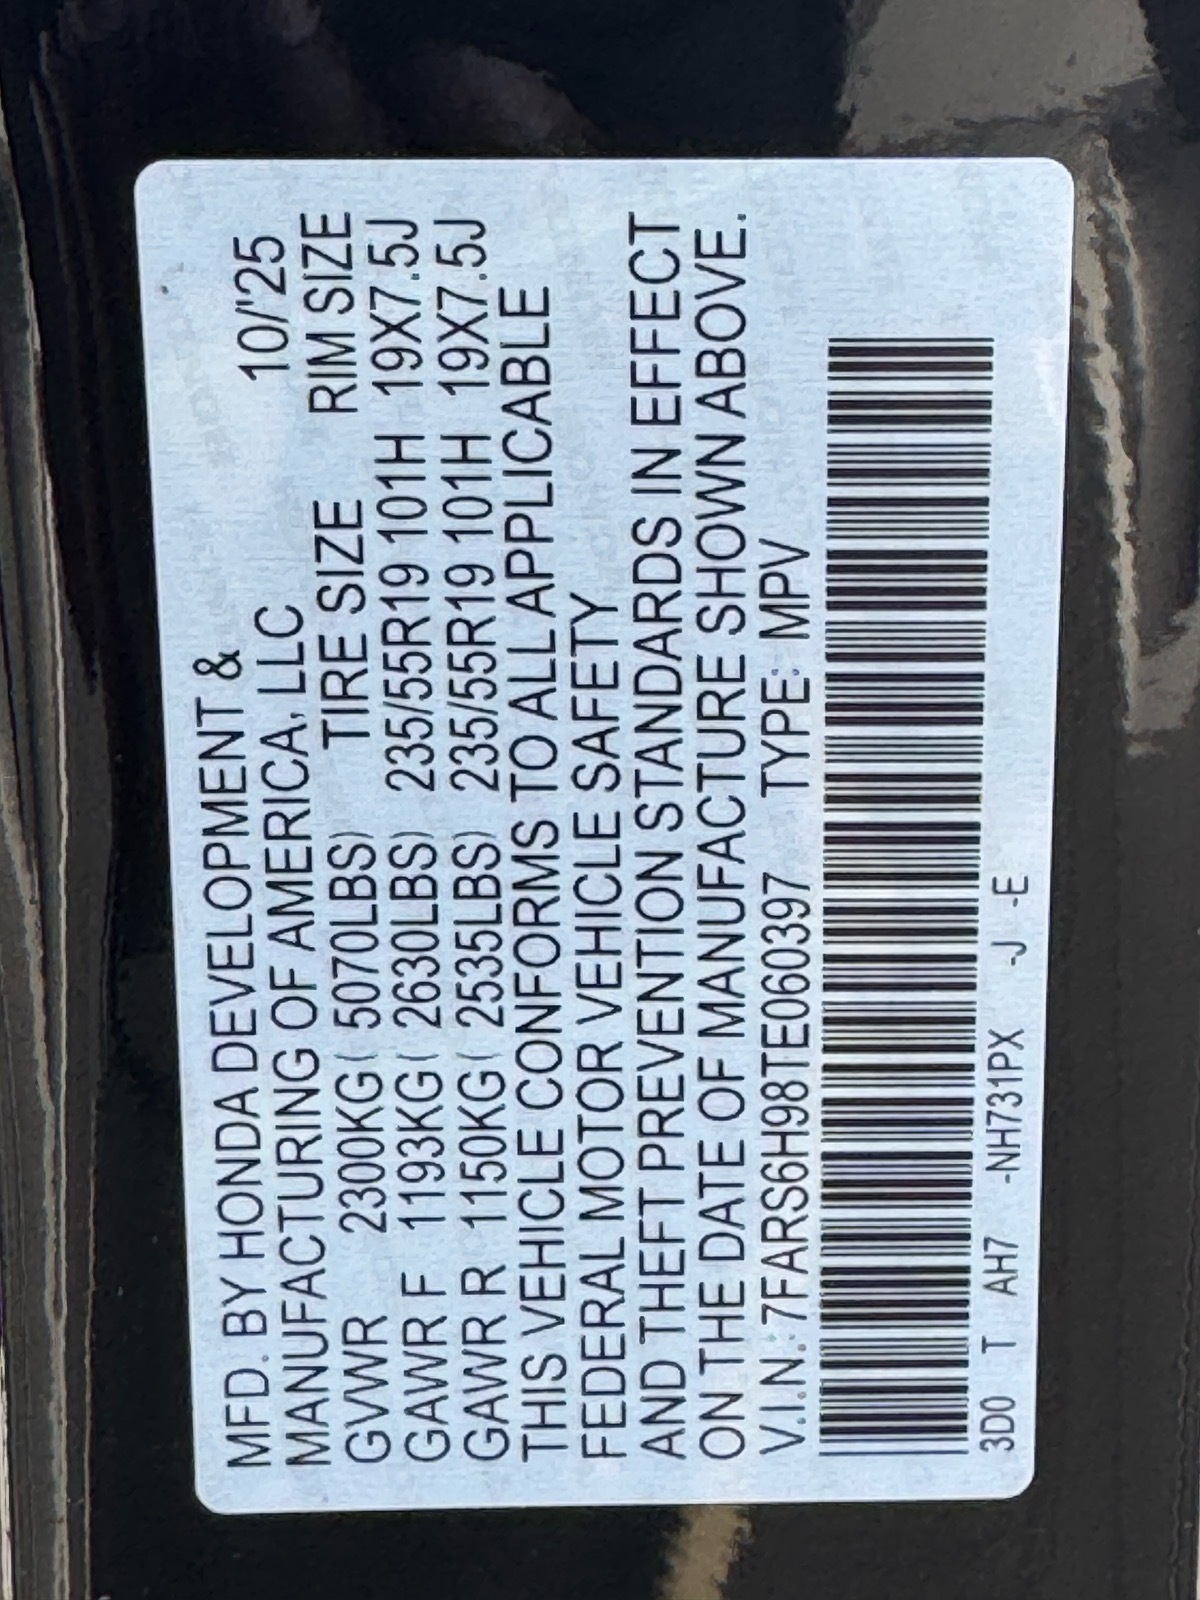 MFD. BY HONDA DEVELOPMENT &
MANUFACTURING OF AMERICA, LLC 10/'25
TIRE SIZE RIM SIZE
GVWR 2300KG( 5070LBS)
GAWR F 1193KG( 2630LBS) 235/55R19 101H 19X7.5J
GAWR R 1150KG( 2535LBS) 235/55R19 101H 19X7.5J
THIS VEHICLE CONFORMS TO ALL APPLICABLE
FEDERAL MOTOR VEHICLE SAFETY
AND THEFT PREVENTION STANDARDS IN EFFECT
ON THE DATE OF MANUFACTURE SHOWN ABOVE.
V.I.N.:7FARS6H98TE060397 TYPE: MPV
3D0 T AH7 -NH731PX -J -E